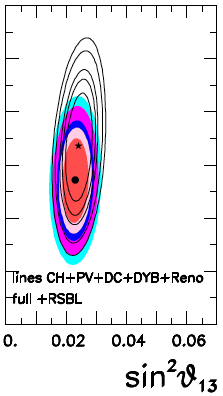 lines CH+PV+DC+DYB+Reno
full +RSBL
0. 0.02 0.04 0.06
sin²ϑ₁₃